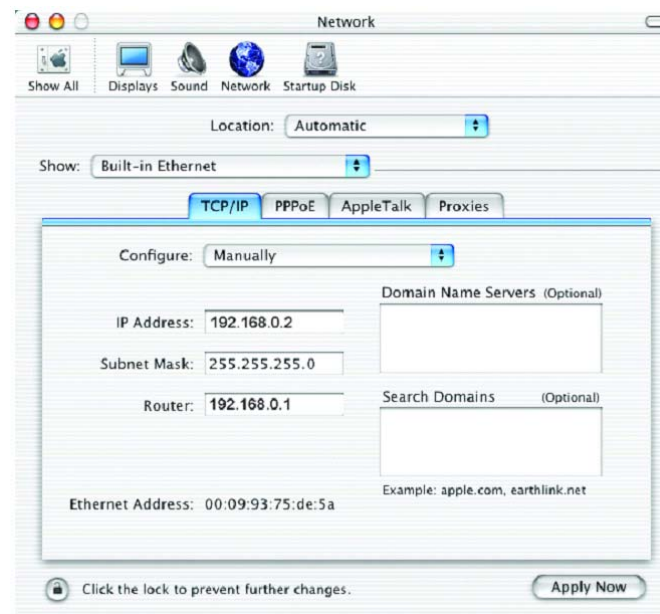 Network
Show All Displays Sound Network Startup Disk
Location: Automatic
Show: Built-in Ethernet
TCP/IP PPPoE AppleTalk Proxies
Configure: Manually
Domain Name Servers (Optional)
IP Address: 192.168.0.2
Subnet Mask: 255.255.255.0
Router: 192.168.0.1
Search Domains (Optional)
Example: apple.com, earthlink.net
Ethernet Address: 00:09:93:75:de:5a
Click the lock to prevent further changes.
Apply Now